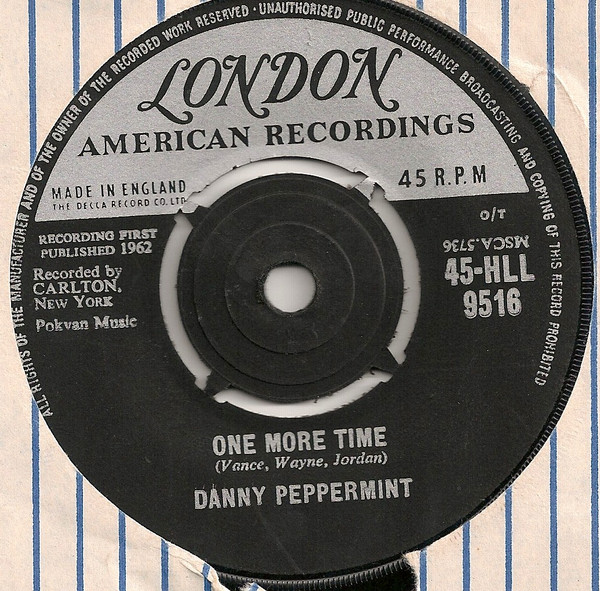 ALL RIGHTS OF THE MANUFACTURER AND OF THE OWNER OF THE RECORDED WORK RESERVED · UNAUTHORISED PUBLIC PERFORMANCE BROADCASTING AND COPYING OF THIS RECORD PROHIBITED
LONDON
AMERICAN RECORDINGS
MADE IN ENGLAND
THE DECCA RECORD CO. LTD
45 R.P.M
O/T
RECORDING FIRST
PUBLISHED 1962
Recorded by
CARLTON,
NEW YORK
Pokvan Music
MSCA.5736
45-HLL
9516
ONE MORE TIME
(Vance, Wayne, Jordan)
DANNY PEPPERMINT